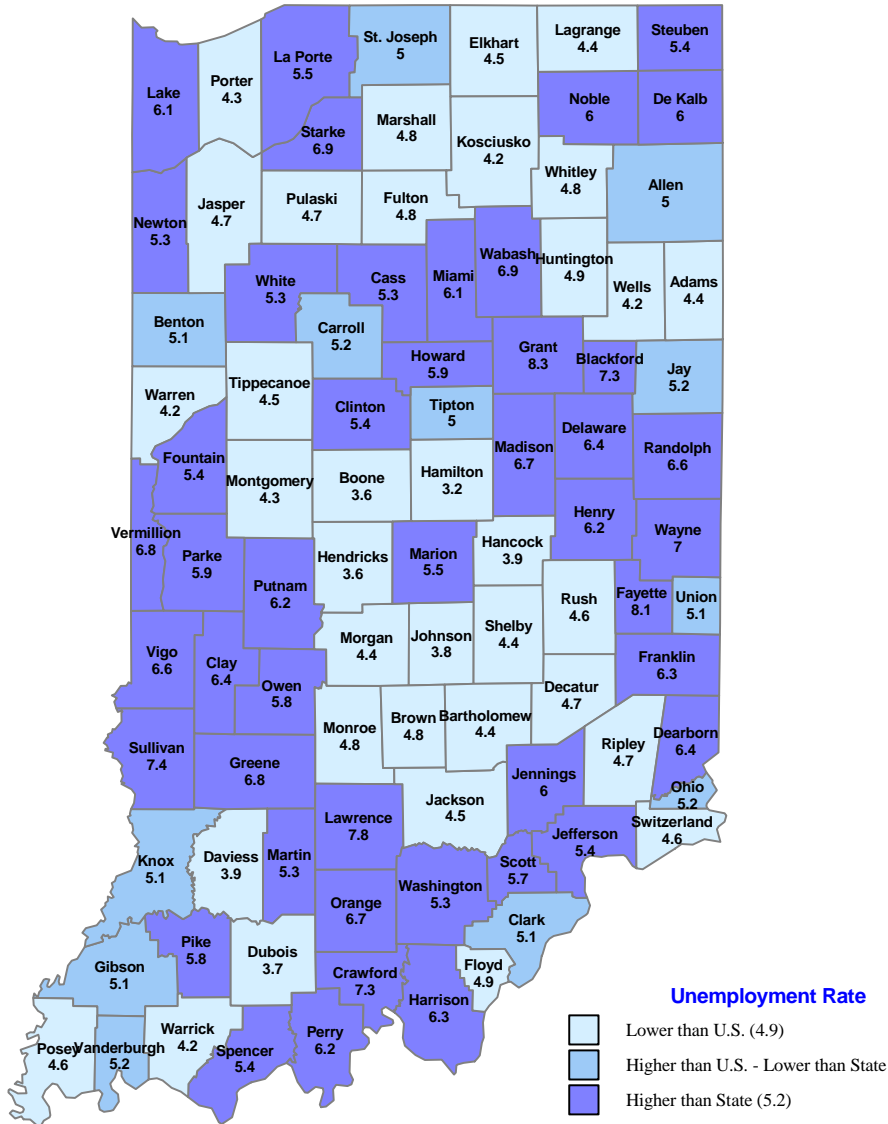 St. Joseph
5
Elkhart
4.5
Lagrange
4.4
Steuben
5.4
La Porte
5.5
Porter
4.3
Lake
6.1
Noble
6
De Kalb
6
Marshall
4.8
Starke
6.9
Kosciusko
4.2
Whitley
4.8
Allen
5
Jasper
4.7
Pulaski
4.7
Fulton
4.8
Newton
5.3
Wabash
6.9
Huntington
4.9
White
5.3
Cass
5.3
Miami
6.1
Wells
4.2
Adams
4.4
Benton
5.1
Carroll
5.2
Howard
5.9
Grant
8.3
Blackford
7.3
Jay
5.2
Warren
4.2
Tippecanoe
4.5
Clinton
5.4
Tipton
5
Madison
6.7
Delaware
6.4
Randolph
6.6
Fountain
5.4
Montgomery
4.3
Boone
3.6
Hamilton
3.2
Henry
6.2
Wayne
7
Vermillion
6.8
Parke
5.9
Putnam
6.2
Hendricks
3.6
Marion
5.5
Hancock
3.9
Rush
4.6
Fayette
8.1
Union
5.1
Vigo
6.6
Clay
6.4
Owen
5.8
Morgan
4.4
Johnson
3.8
Shelby
4.4
Franklin
6.3
Decatur
4.7
Sullivan
7.4
Greene
6.8
Monroe
4.8
Brown
4.8
Bartholomew
4.4
Ripley
4.7
Dearborn
6.4
Jennings
6
Ohio
5.2
Switzerland
4.6
Jackson
4.5
Lawrence
7.8
Jefferson
5.4
Knox
5.1
Daviess
3.9
Martin
5.3
Scott
5.7
Washington
5.3
Orange
6.7
Clark
5.1
Pike
5.8
Dubois
3.7
Gibson
5.1
Crawford
7.3
Floyd
4.9
Harrison
6.3
Posey
4.6
Vanderburgh
5.2
Warrick
4.2
Spencer
5.4
Perry
6.2
Unemployment Rate
Lower than U.S. (4.9)
Higher than U.S. - Lower than State
Higher than State (5.2)